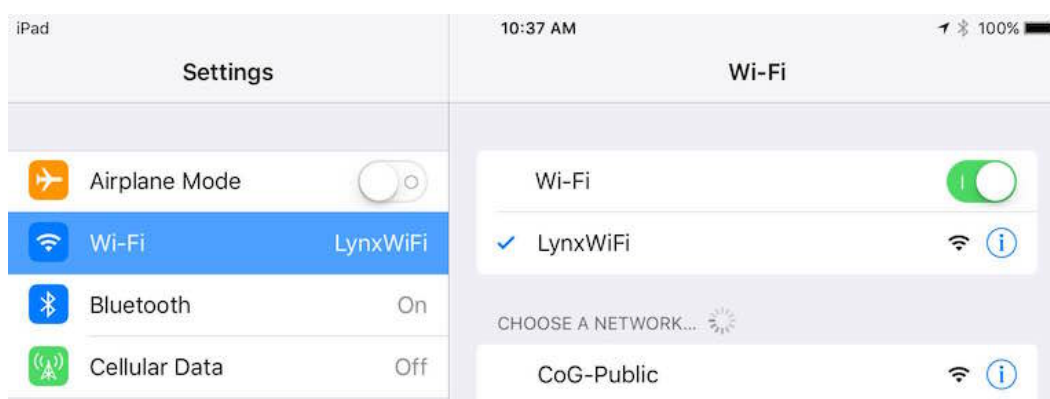 iPad
10:37 AM
100%
Settings
Wi-Fi
Airplane Mode
Wi-Fi LynxWiFi
Bluetooth On
Cellular Data Off
Wi-Fi
LynxWiFi
CHOOSE A NETWORK...
CoG-Public